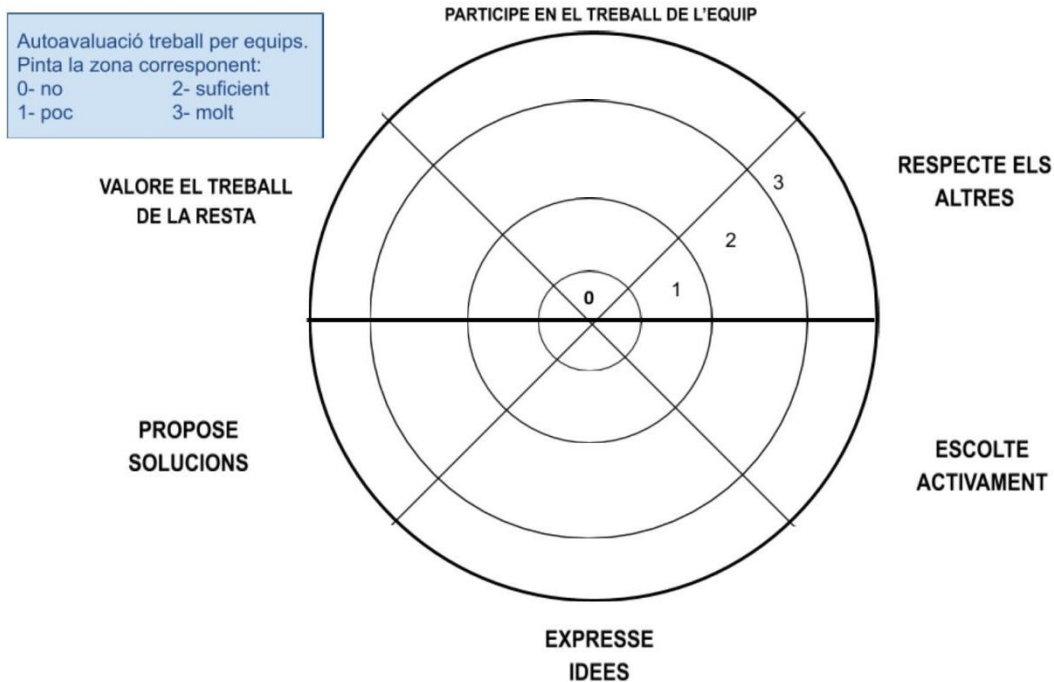 PARTICIPE EN EL TREBALL DE L'EQUIP
Autoavaluació treball per equips.
Pinta la zona corresponent:
0- no 2- suficient
1- poc 3- molt
VALORE EL TREBALL
DE LA RESTA
RESPECTE ELS
ALTRES
3
2
1
0
PROPOSE
SOLUCIONS
ESCOLTE
ACTIVAMENT
EXPRESSE
IDEES